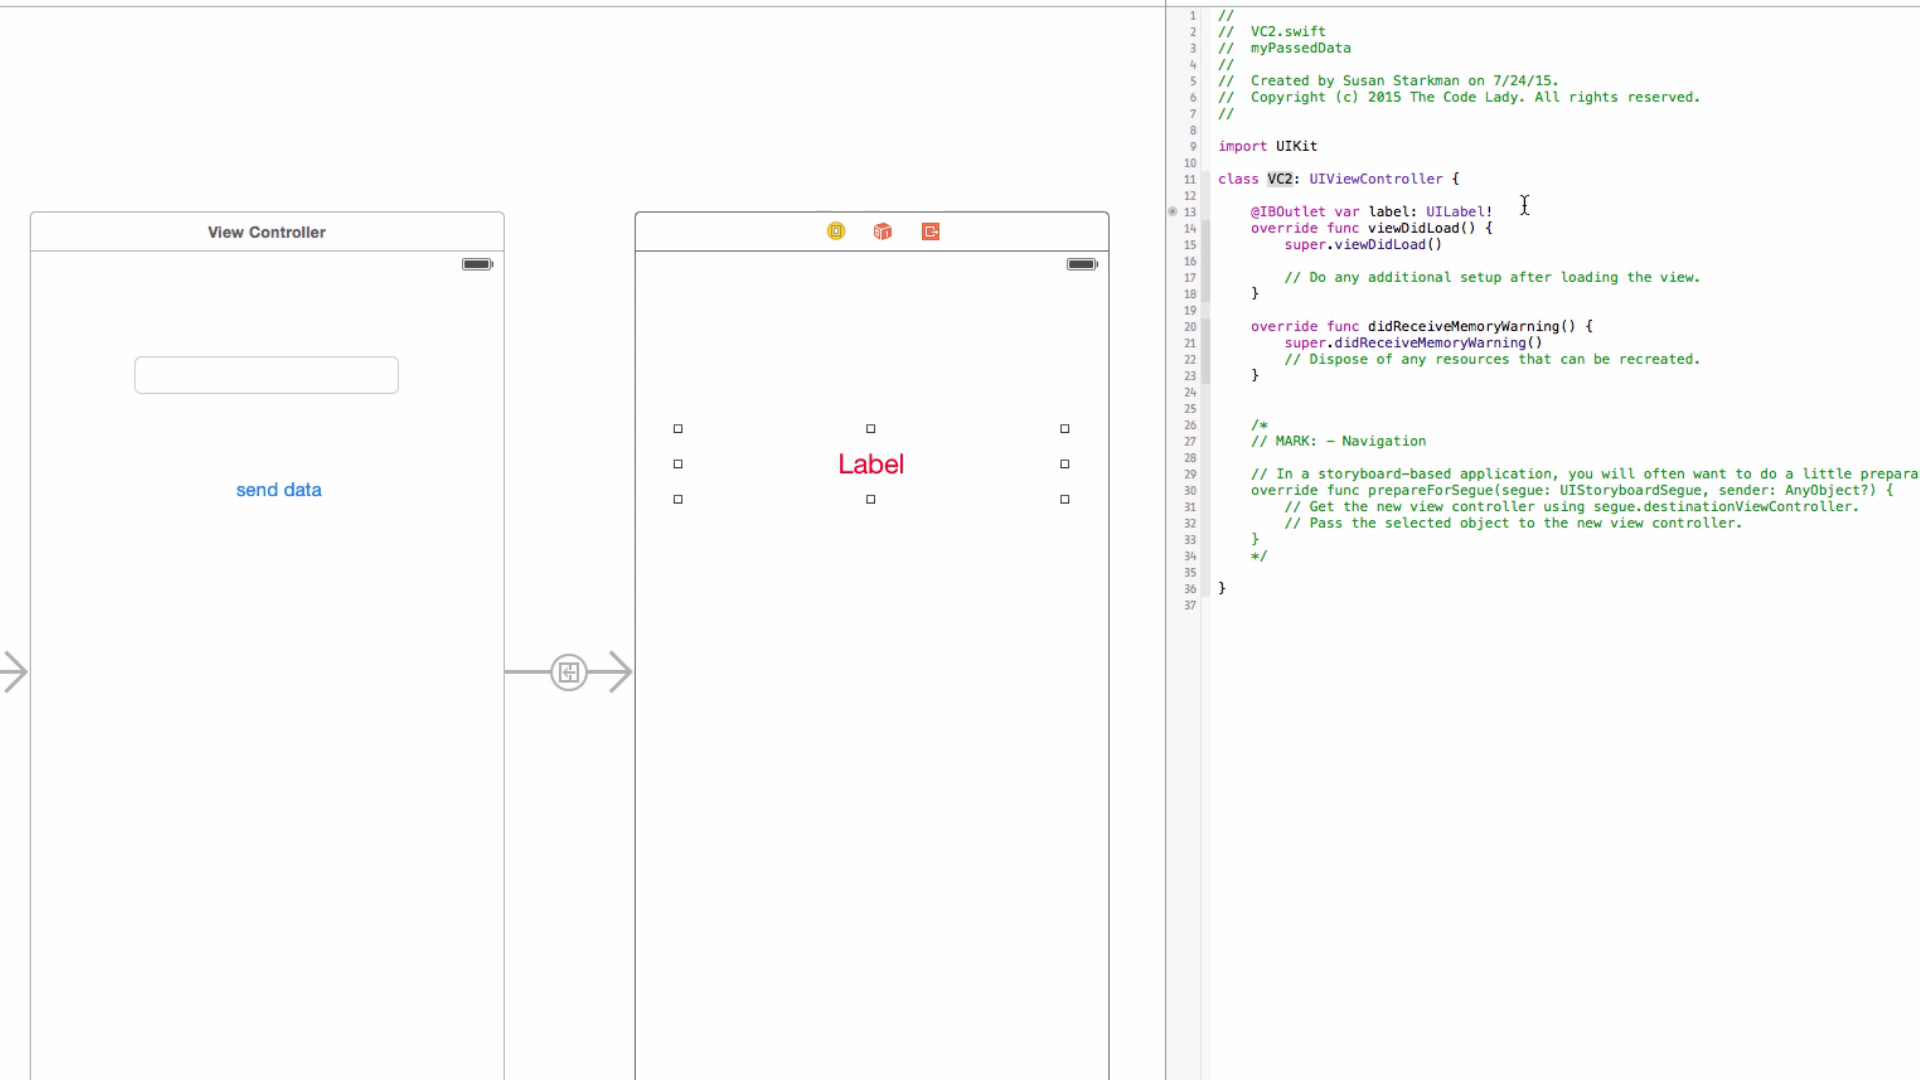 View Controller
send data
Label
1 //
2 // VC2.swift
3 // myPassedData
4 //
5 // Created by Susan Starkman on 7/24/15.
6 // Copyright (c) 2015 The Code Lady. All rights reserved.
7 //
8
9 import UIKit
10
11 class VC2: UIViewController {
12
13 @IBOutlet var label: UILabel!
14 override func viewDidLoad() {
15 super.viewDidLoad()
16
17 // Do any additional setup after loading the view.
18 }
19
20 override func didReceiveMemoryWarning() {
21 super.didReceiveMemoryWarning()
22 // Dispose of any resources that can be recreated.
23 }
24
25
26 /*
27 // MARK: - Navigation
28
29 // In a storyboard-based application, you will often want to do a little prepara
30 override func prepareForSegue(segue: UIStoryboardSegue, sender: AnyObject?) {
31 // Get the new view controller using segue.destinationViewController.
32 // Pass the selected object to the new view controller.
33 }
34 */
35
36 }
37